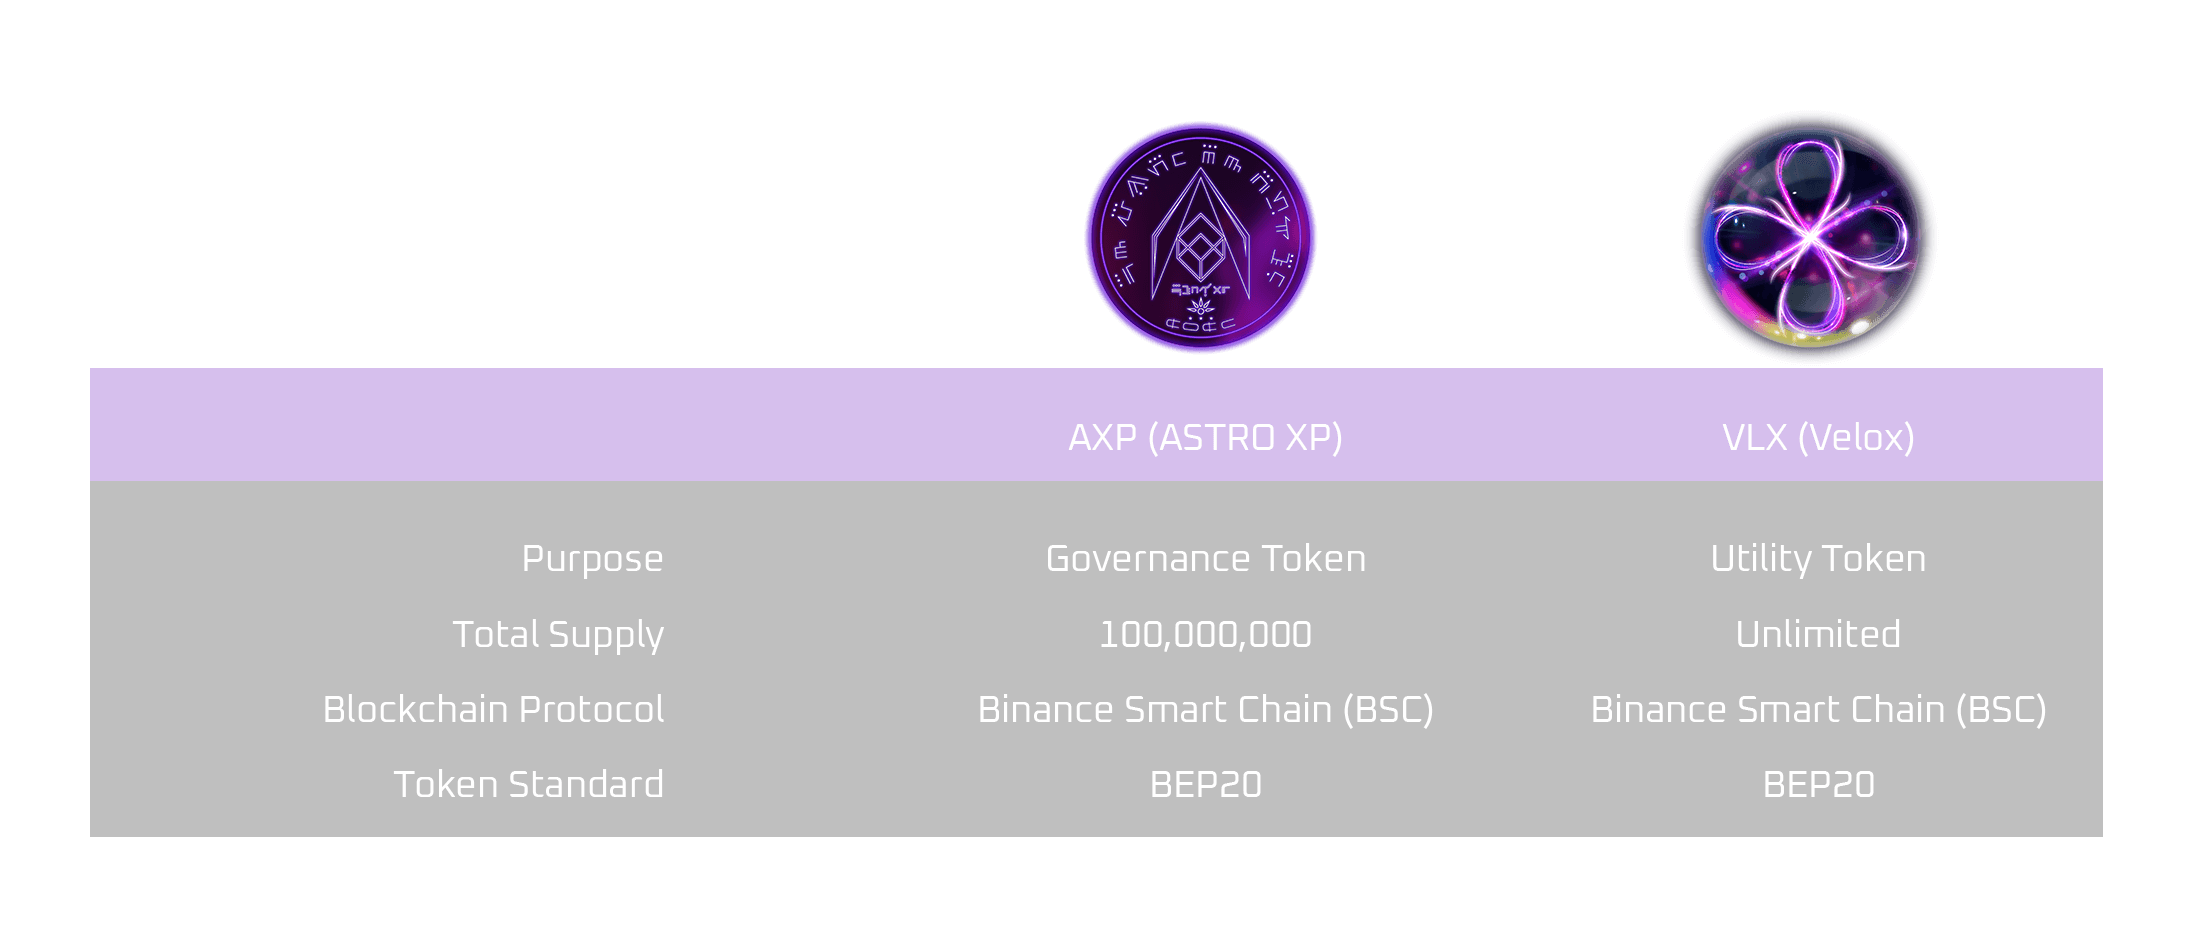 AXP (ASTRO XP) VLX (Velox)
Purpose Governance Token Utility Token
Total Supply 100,000,000 Unlimited
Blockchain Protocol Binance Smart Chain (BSC) Binance Smart Chain (BSC)
Token Standard BEP20 BEP20